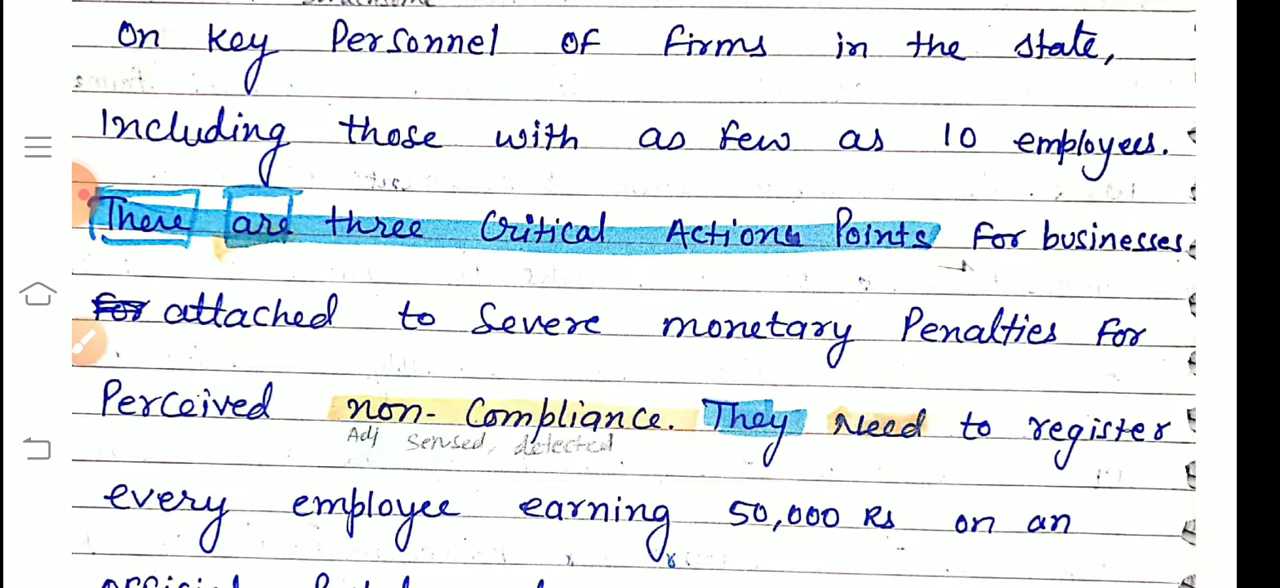 on key Personnel of firms in the state,
Including those with as few as 10 employees.
There are three Critical Actions Points for businesses
for attached to Severe monetary Penalties for
Perceived non-Compliance. They Need to register
Adj sensed, detected
every employee earning 50,000 Rs on an